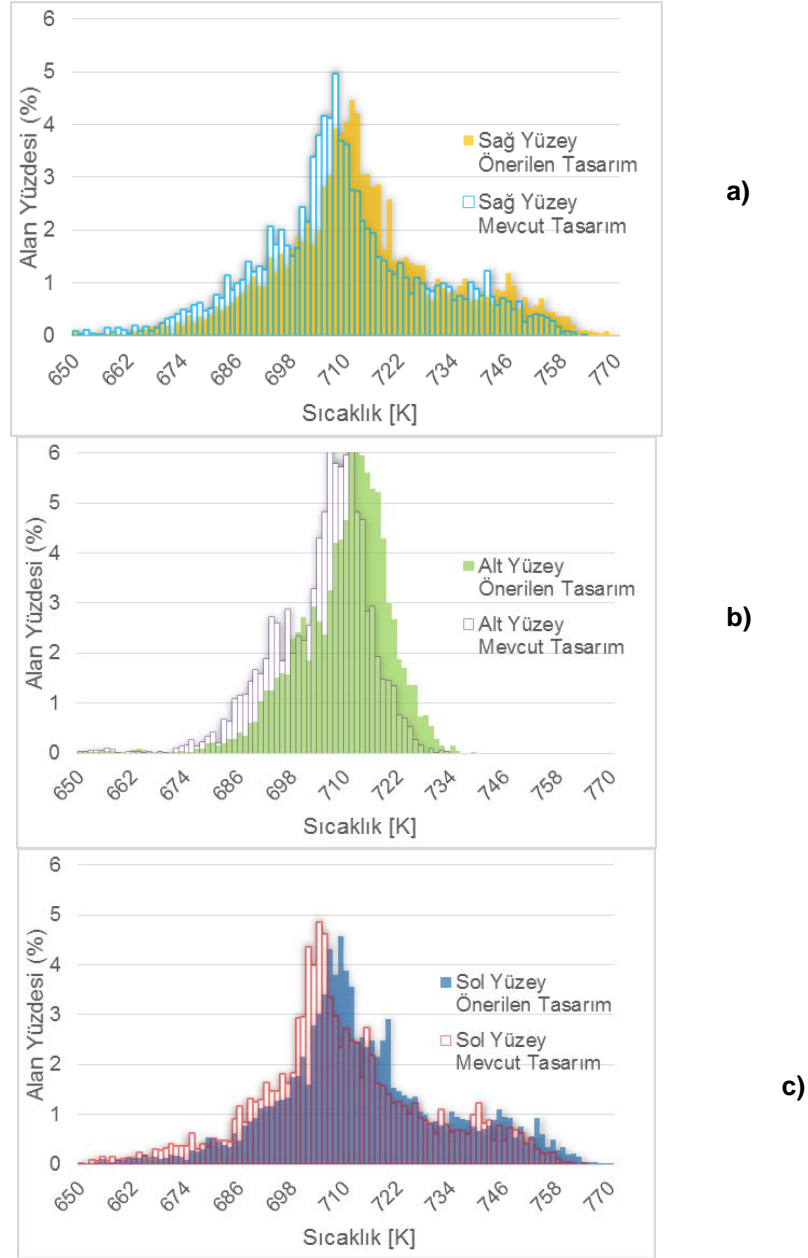 6
5
4
3
2
1
0
Alan Yüzdesi (%)
Sağ Yüzey
Önerilen Tasarım
Sağ Yüzey
Mevcut Tasarım
650 662 674 686 698 710 722 734 746 758 770
Sıcaklık [K]
a)
6
5
4
3
2
1
0
Alan Yüzdesi (%)
Alt Yüzey
Önerilen Tasarım
Alt Yüzey
Mevcut Tasarım
650 662 674 686 698 710 722 734 746 758 770
Sıcaklık [K]
b)
6
5
4
3
2
1
0
Alan Yüzdesi (%)
Sol Yüzey
Önerilen Tasarım
Sol Yüzey
Mevcut Tasarım
650 662 674 686 698 710 722 734 746 758 770
Sıcaklık [K]
c)